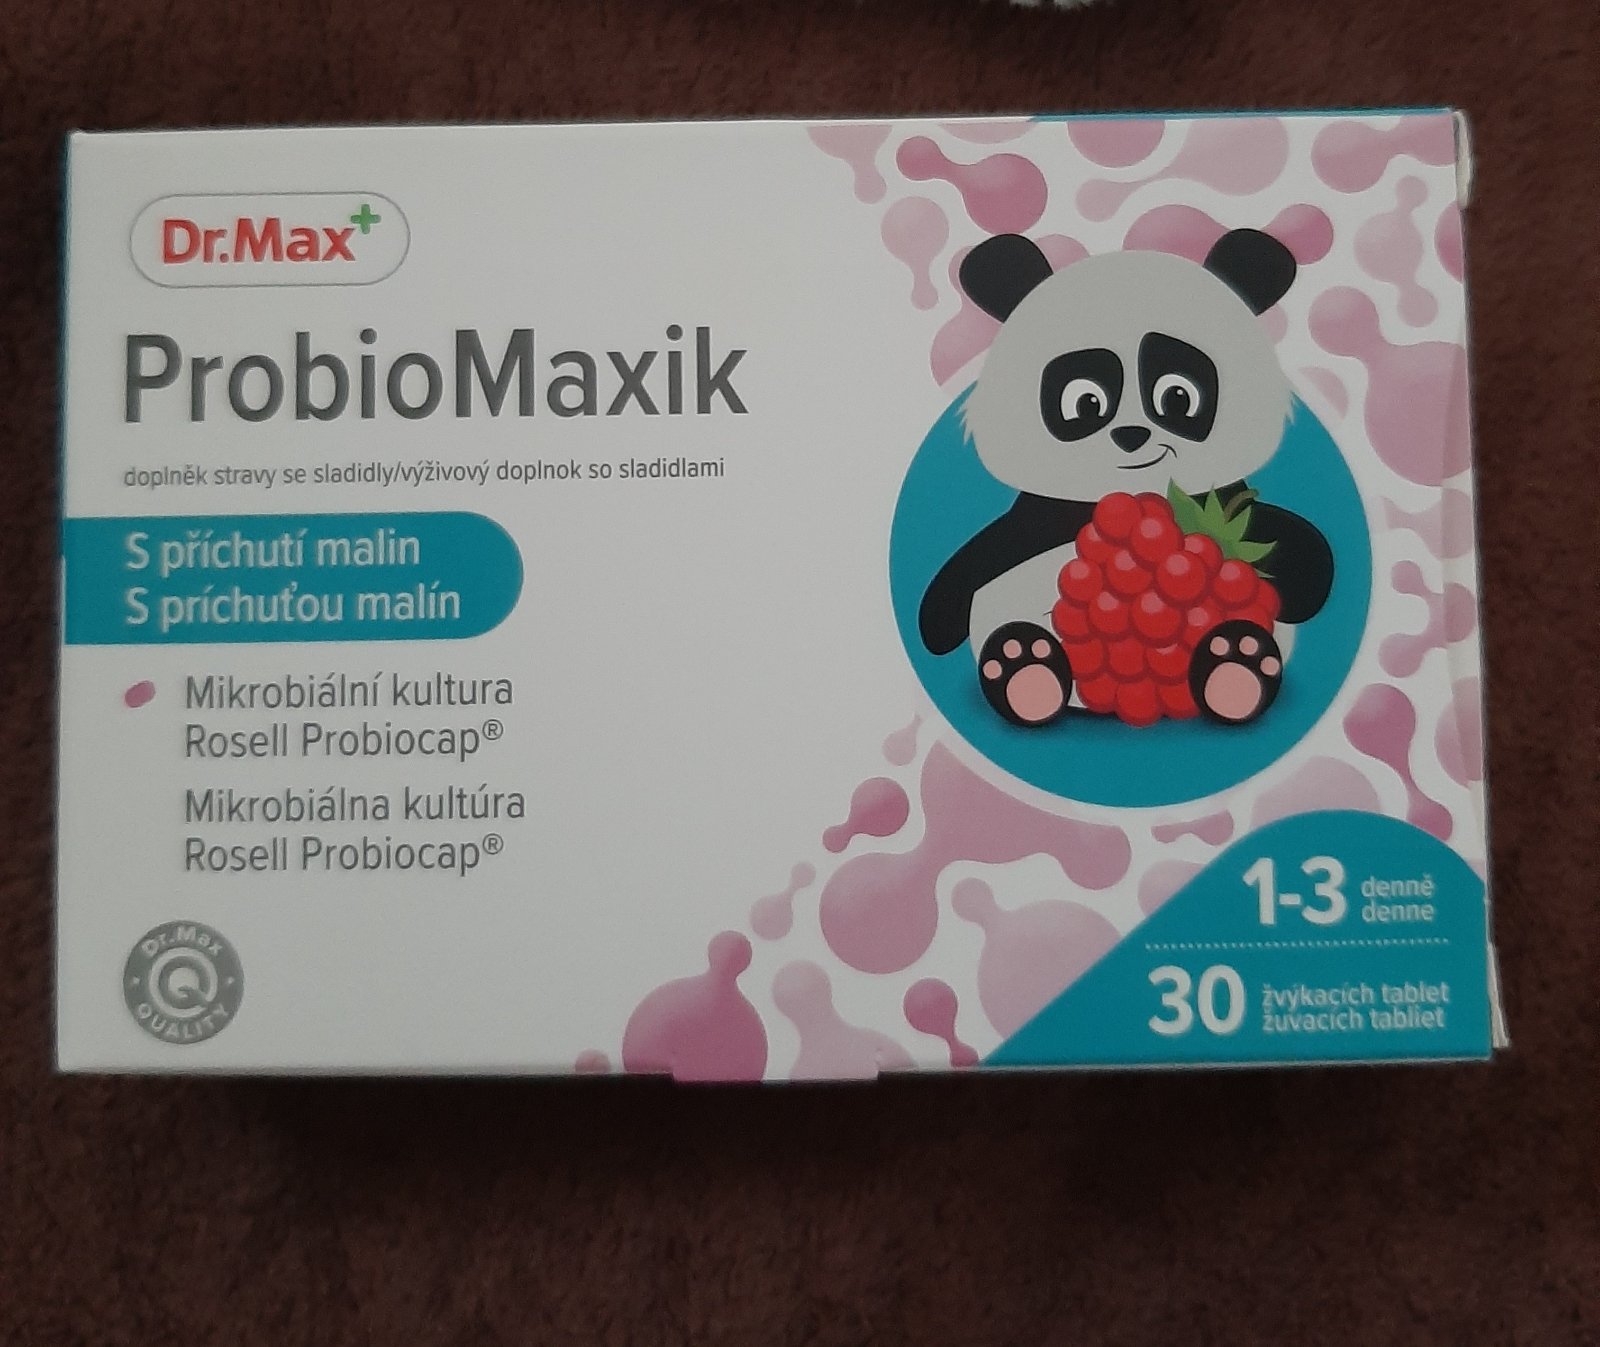 Dr.Max+
ProbioMaxik
doplněk stravy se sladidly/výživový doplnok so sladidlami
S příchutí malin
S príchuťou malín
Mikrobiální kultura
Rosell Probiocap®
Mikrobiálna kultúra
Rosell Probiocap®
Dr.Max
Q
QUALITY
1-3 denně
denne
30 žvýkacích tablet
žuvacích tabliet